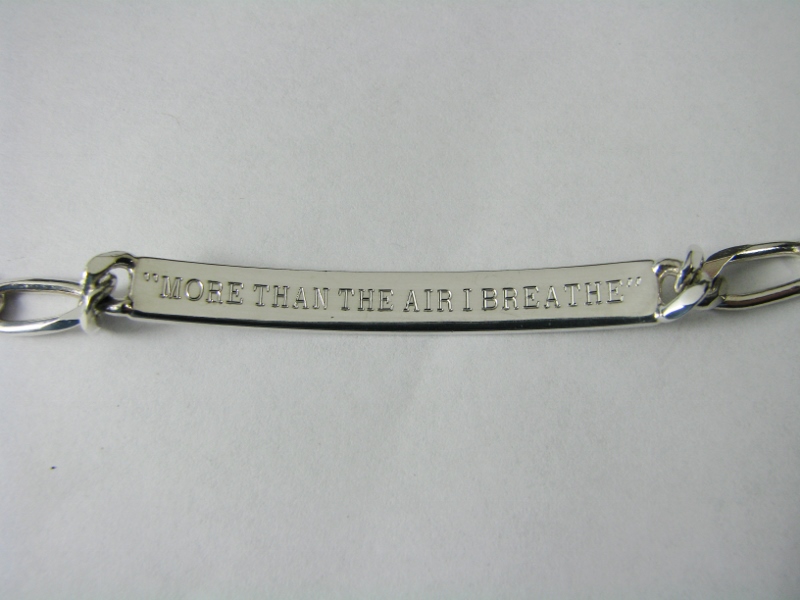 "MORE THAN THE AIR I BREATHE"